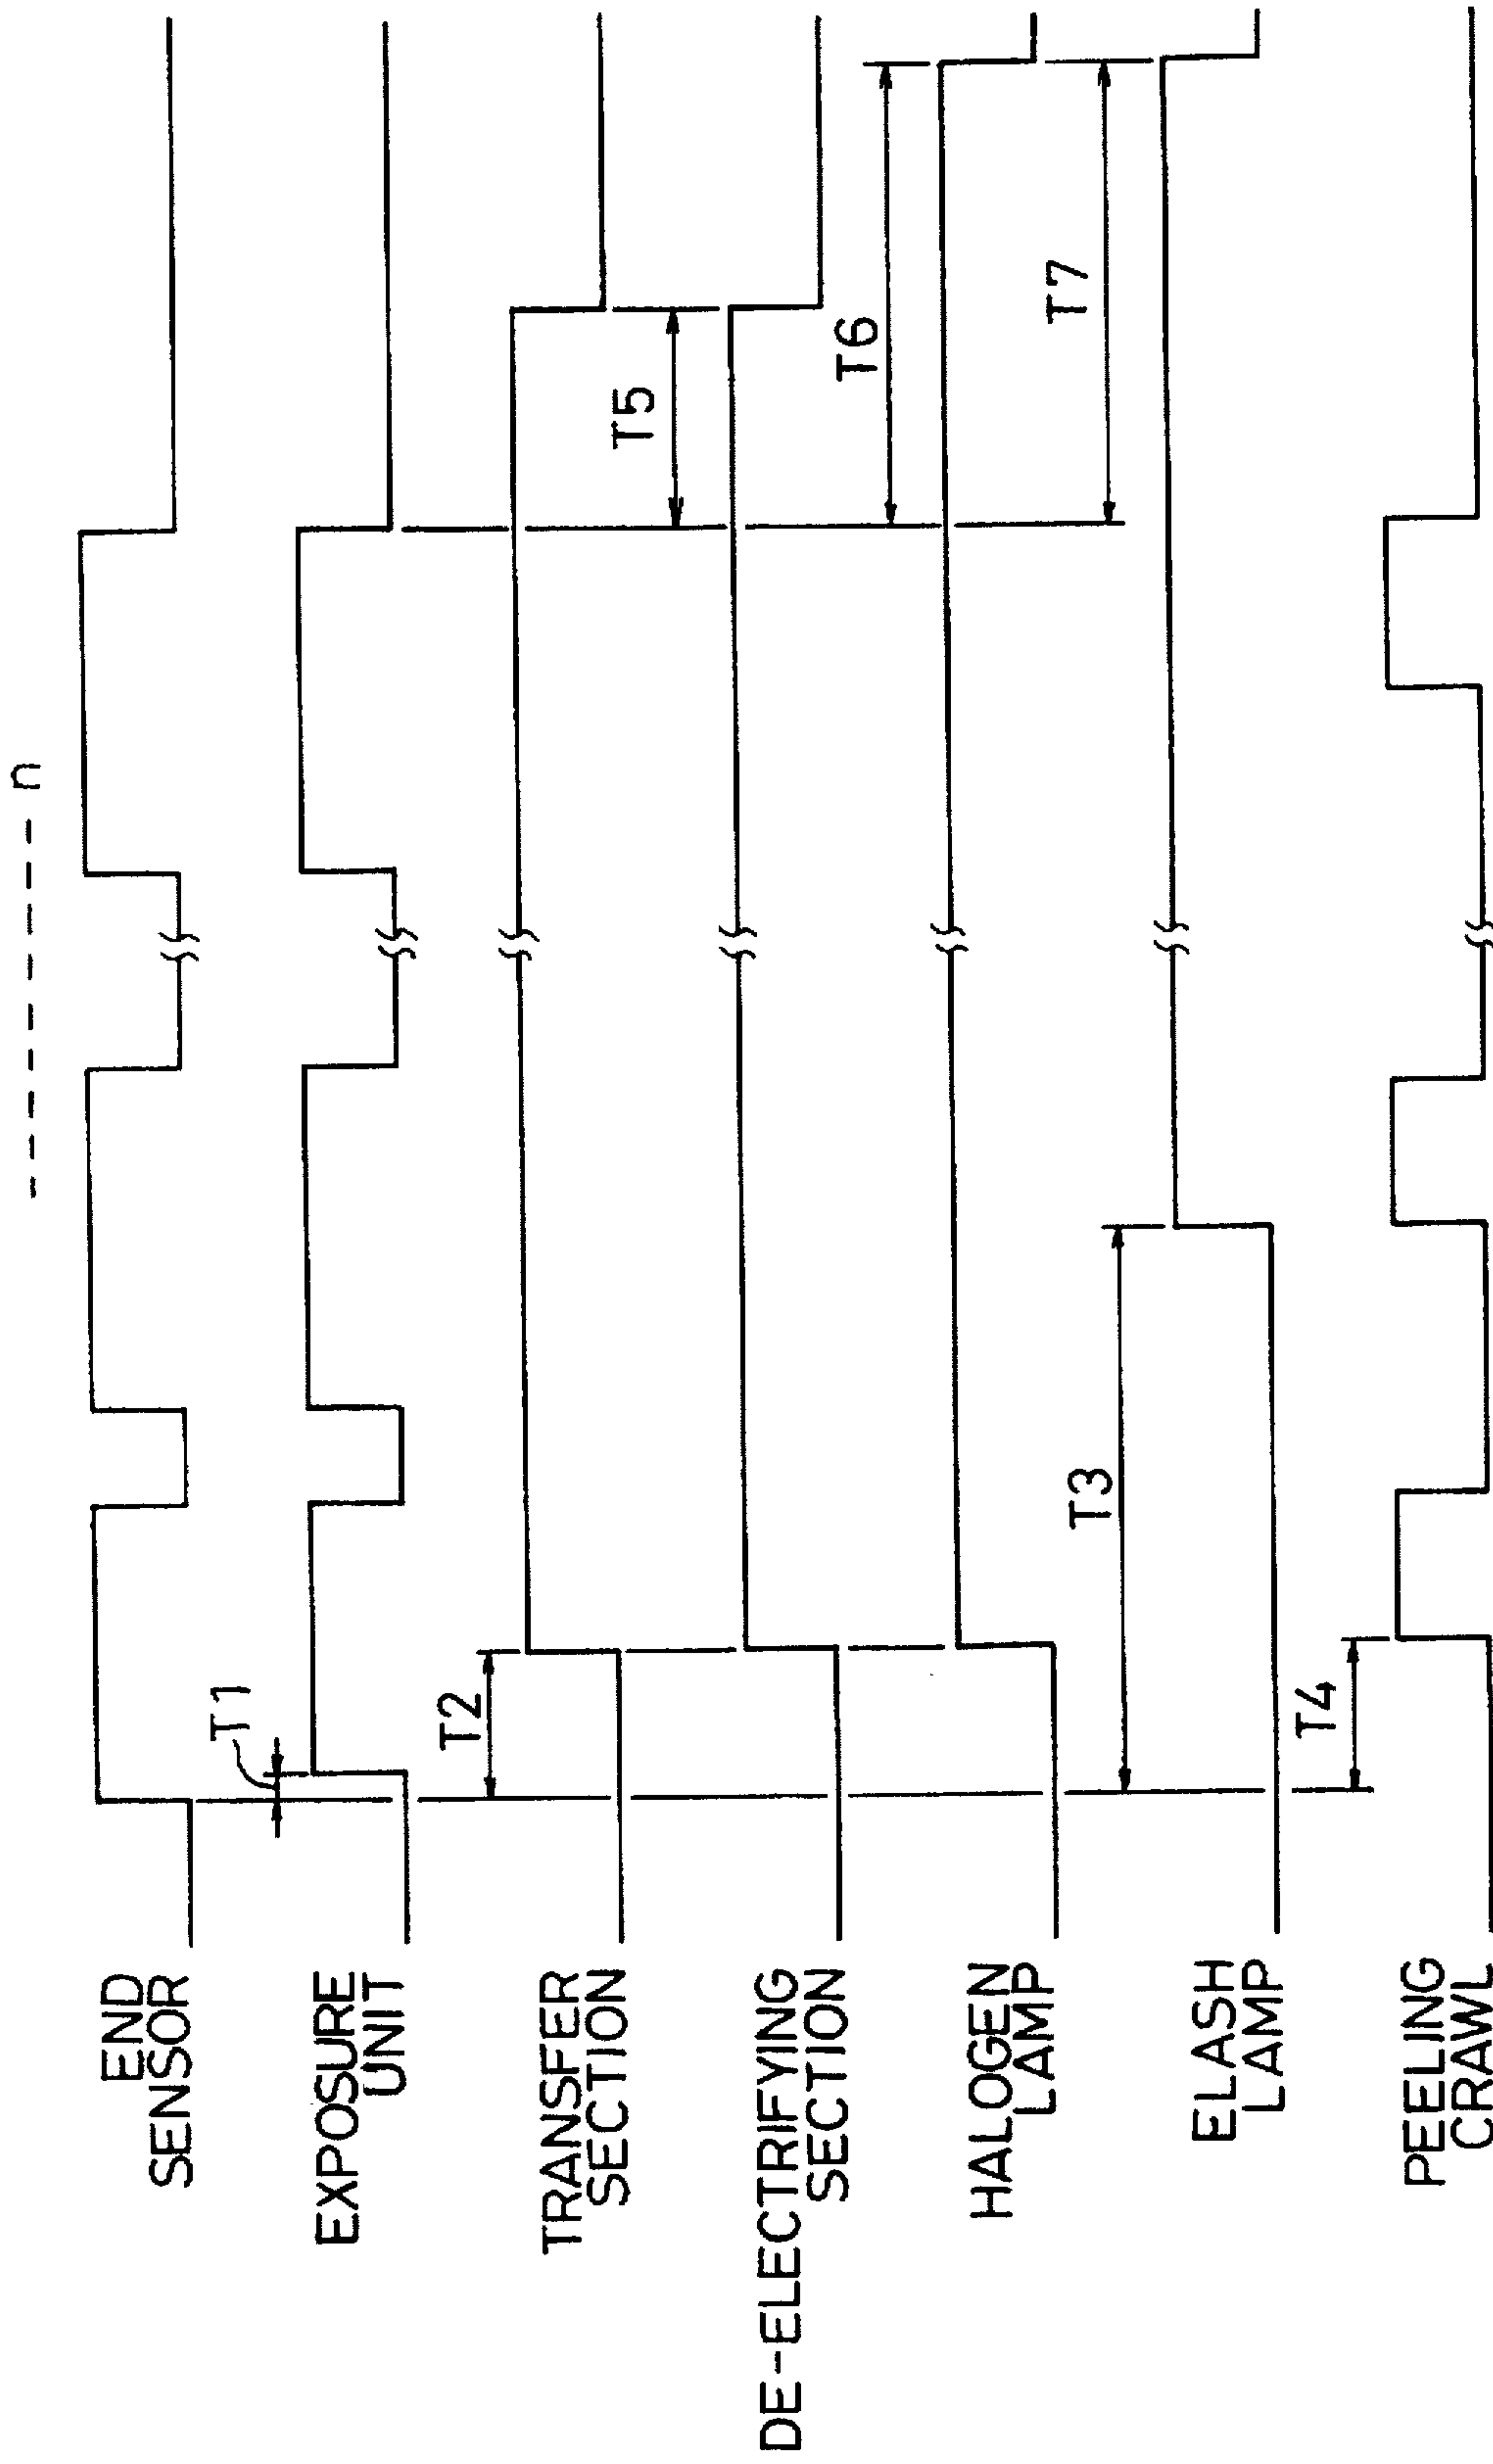 n
END
SENSOR
T1
EXPOSURE
UNIT
TRANSFER
SECTION
T2
T5
DE-ELECTRIFYING
SECTION
T6
HALOGEN
LAMP
T3
T7
ELASH
LAMP
T4
PEELING
CRAWL